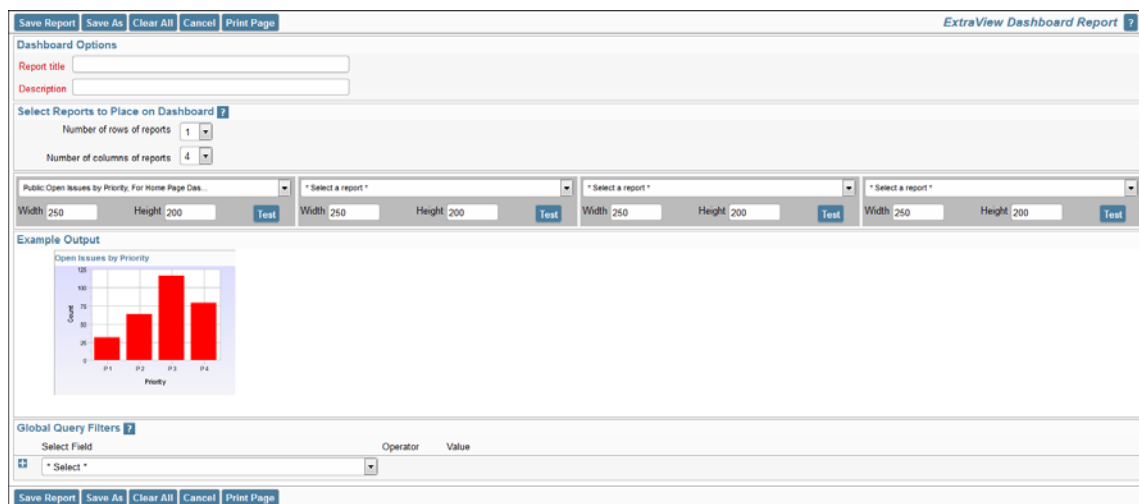 Save Report Save As Clear All Cancel Print Page ExtraView Dashboard Report ?
Dashboard Options
Report title
Description
Select Reports to Place on Dashboard ?
Number of rows of reports 1
Number of columns of reports 4
Public:Open Issues by Priority, For Home Page Das... * Select a report * * Select a report * * Select a report *
Width 250 Height 200 Test Width 250 Height 200 Test Width 250 Height 200 Test Width 250 Height 200 Test
Example Output
Open Issues by Priority
125
100
75
50
25
0
Count
P 1 P 2 P 3 P 4
Priority
Global Query Filters ?
Select Field Operator Value
* Select *
Save Report Save As Clear All Cancel Print Page